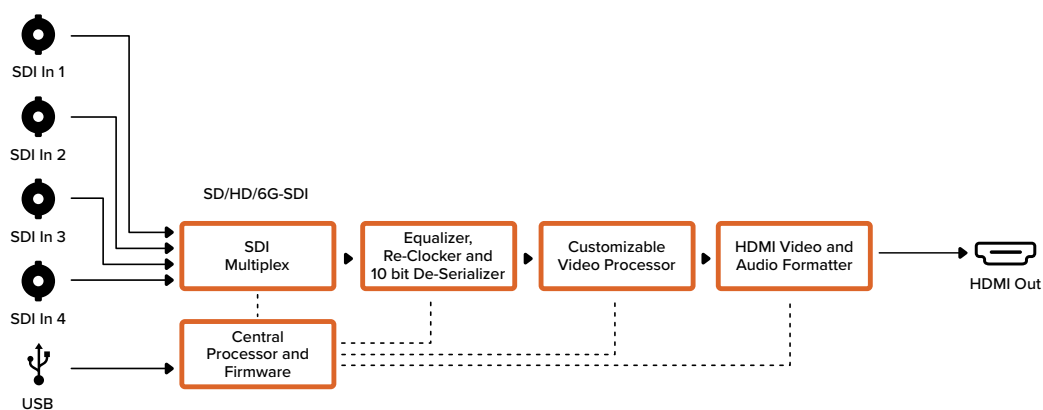 SDI In 1
SDI In 2
SDI In 3
SDI In 4
USB
SD/HD/6G-SDI
SDI
Multiplex
Equalizer,
Re-Clocker and
10 bit De-Serializer
Customizable
Video Processor
HDMI Video and
Audio Formatter
HDMI Out
Central
Processor and
Firmware